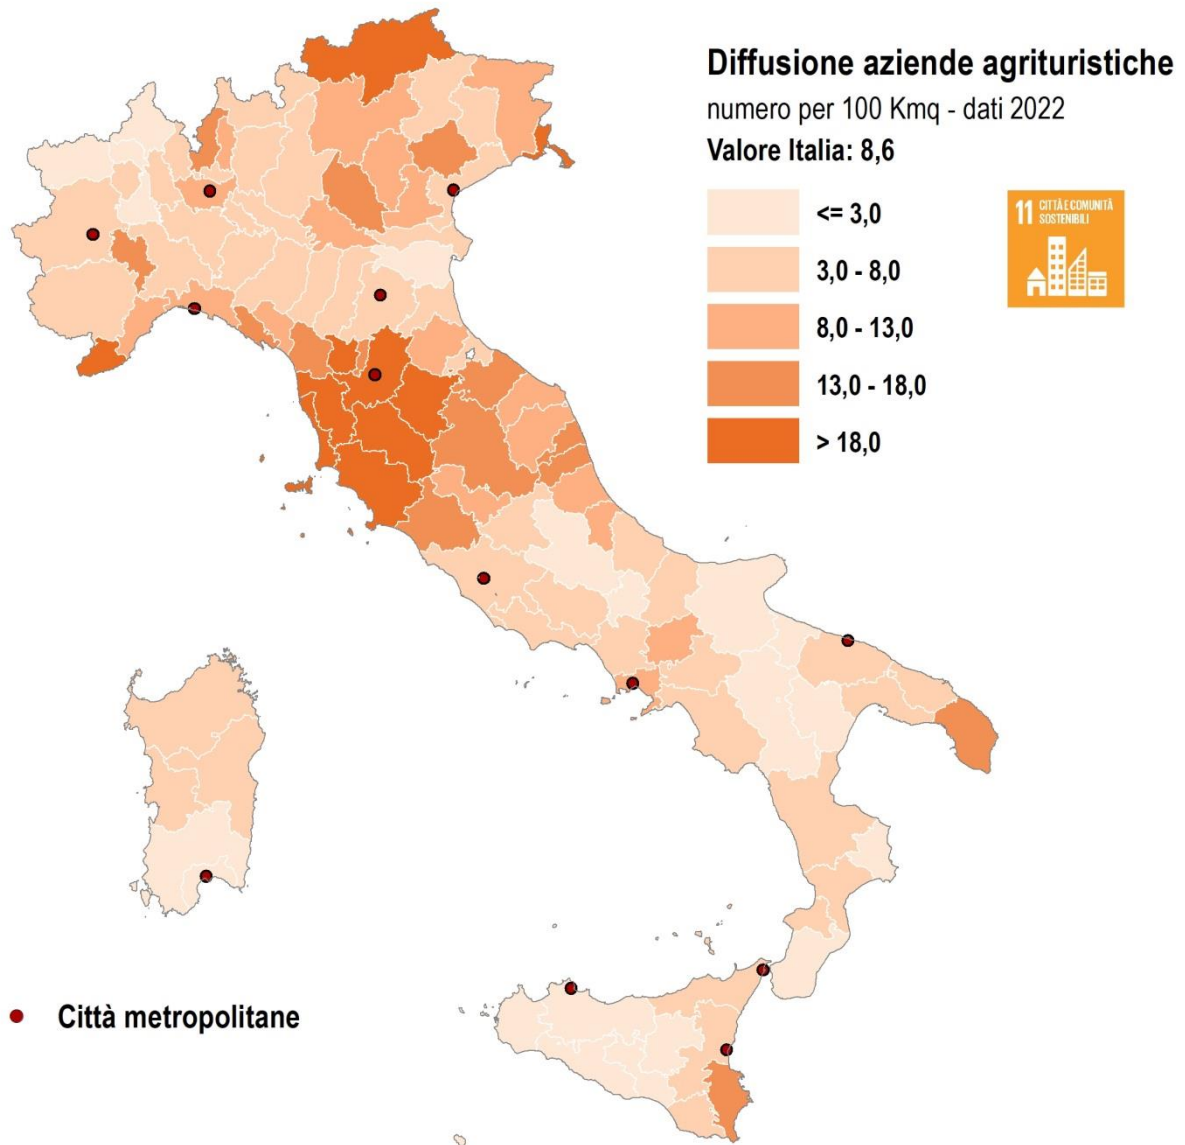 Diffusione aziende agrituristiche
numero per 100 Kmq - dati 2022
Valore Italia: 8,6
<= 3,0
3,0 - 8,0
8,0 - 13,0
13,0 - 18,0
> 18,0
11 CITTÀ E COMUNITÀ
SOSTENIBILI
Città metropolitane